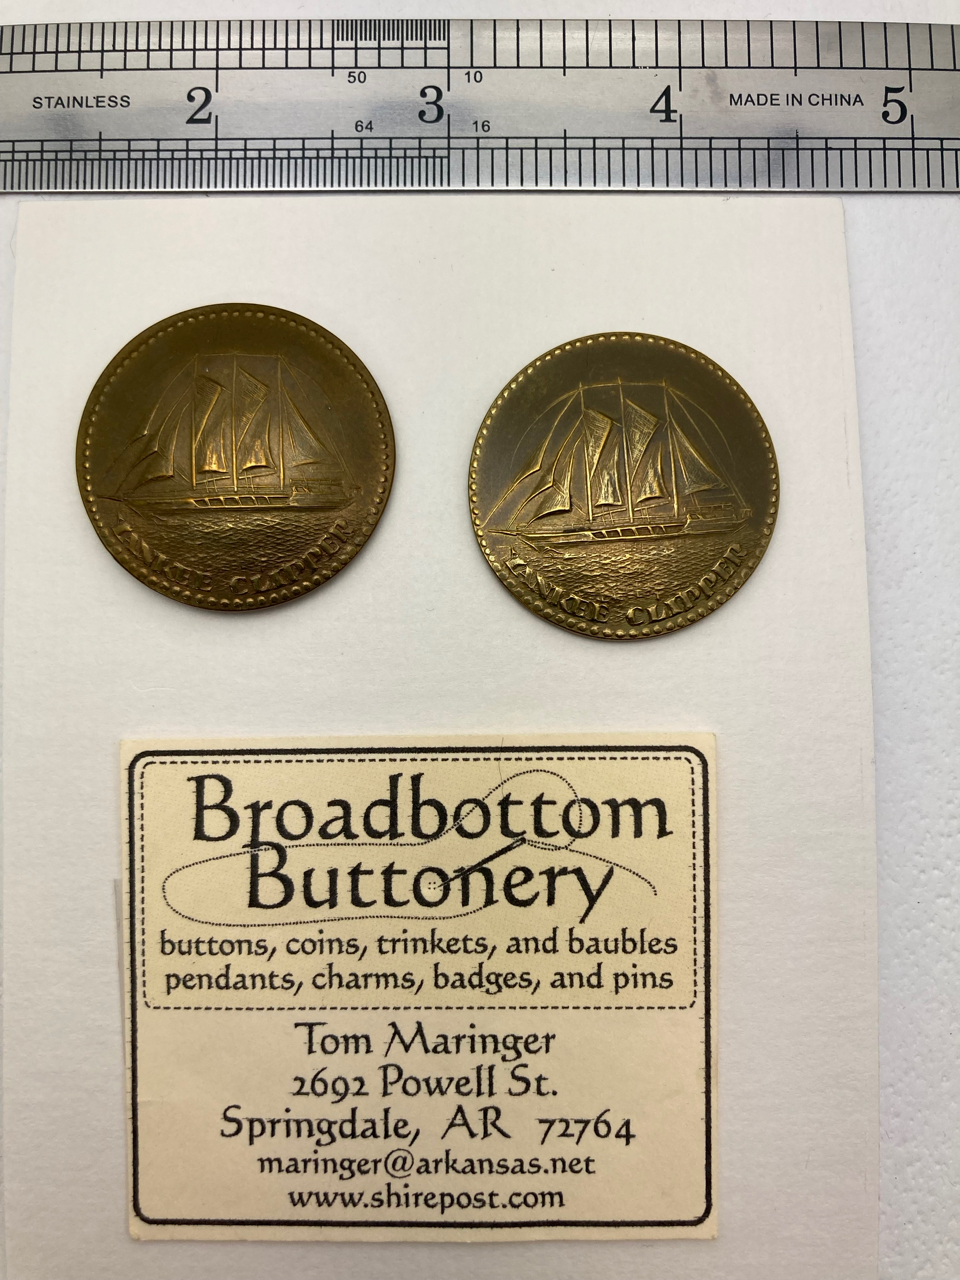 50 10
STAINLESS 2 3 4 MADE IN CHINA 5
64 16
YANKEE CLIPPER
YANKEE CLIPPER
Broadbottom
Buttonery
buttons, coins, trinkets, and baubles
pendants, charms, badges, and pins
Tom Maringer
2692 Powell St.
Springdale, AR 72764
maringer@arkansas.net
www.shirepost.com